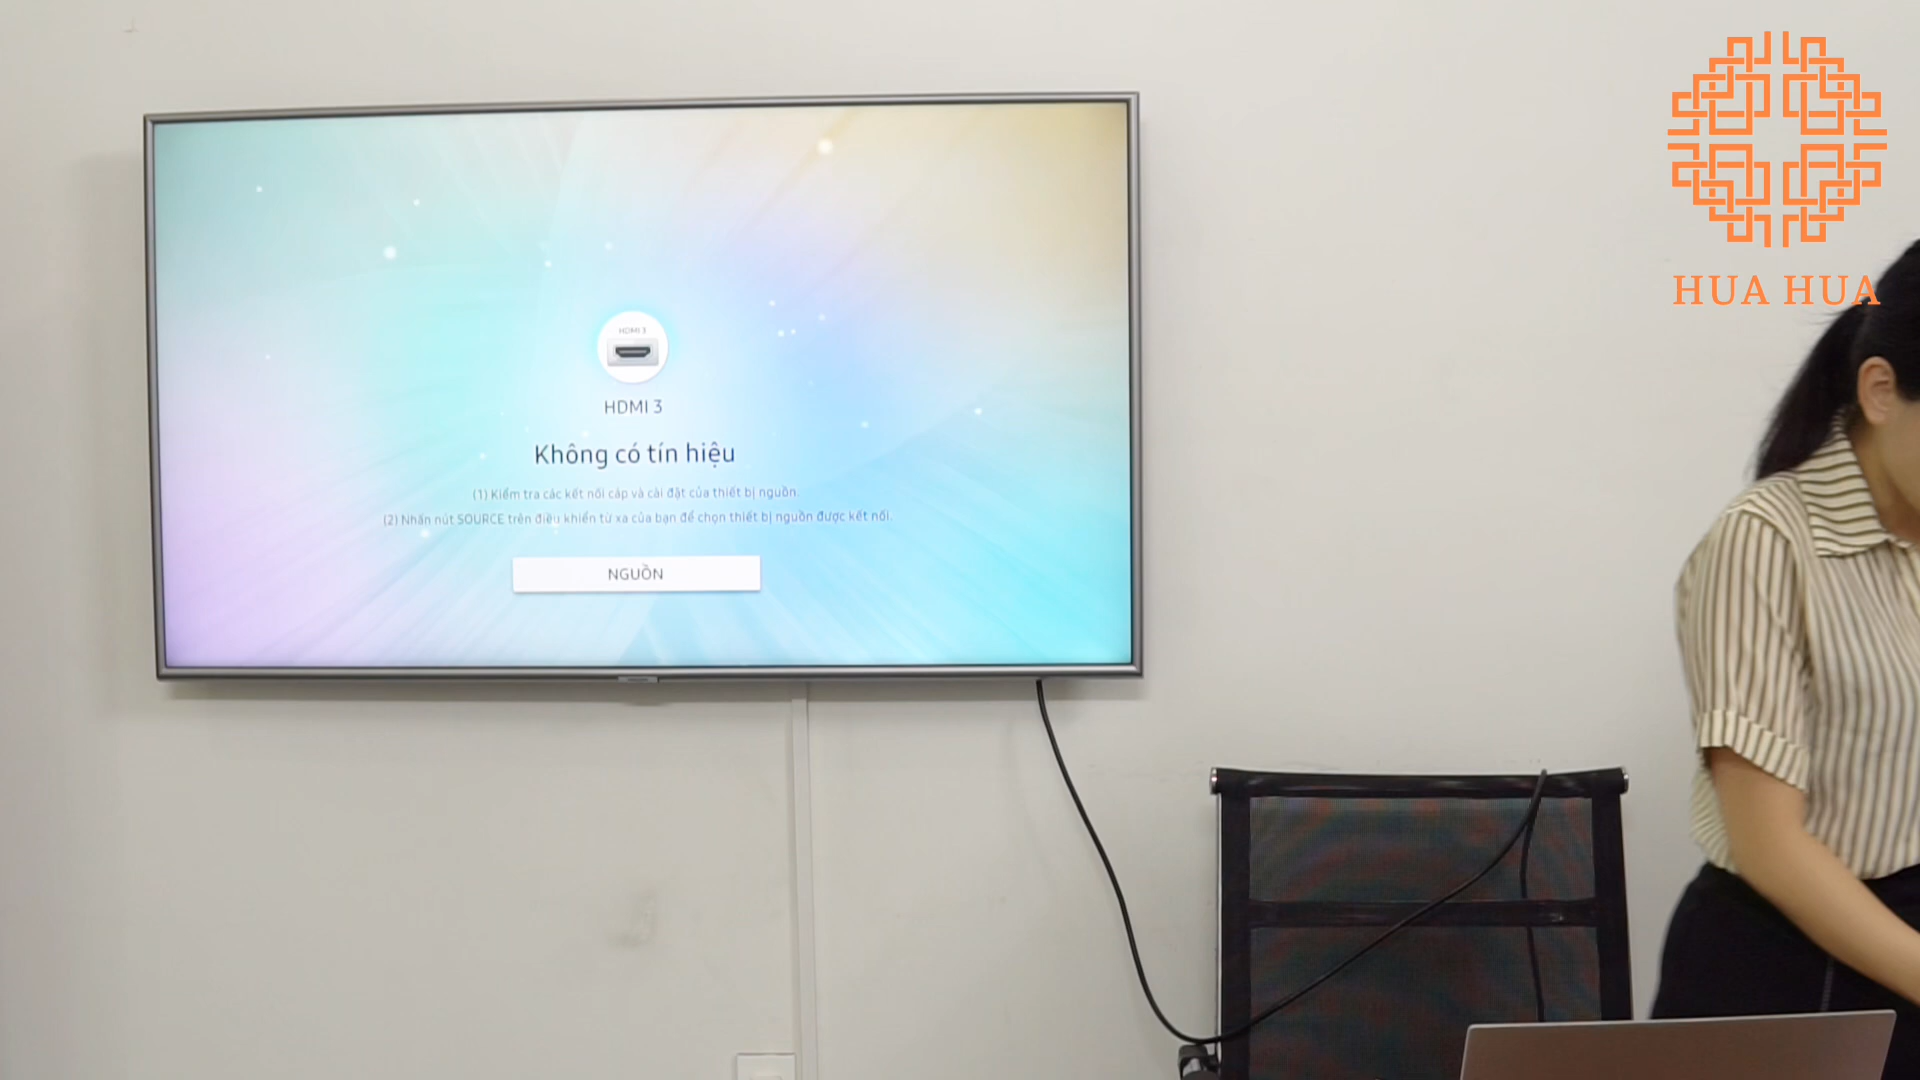 HUA HUA
HDMI 3
HDMI 3
Không có tín hiệu
(1) Kiểm tra các kết nối cáp và cài đặt của thiết bị nguồn.
(2) Nhấn nút SOURCE trên điều khiển từ xa của bạn để chọn thiết bị nguồn được kết nối.
NGUỒN